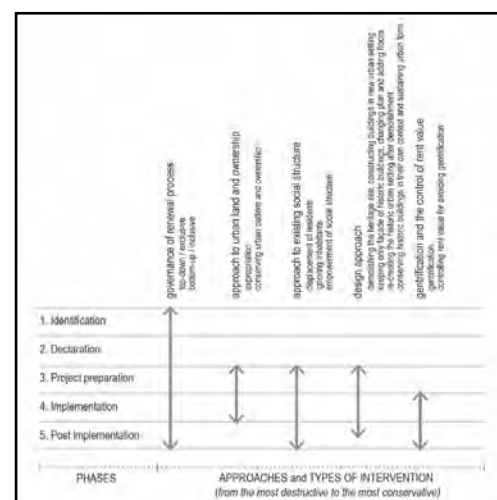 governance of renewal process
top-down / exclusive
bottom-up / inclusive
approach to urban land and ownership
expropriation
conserving urban pattern and ownership
approach to existing social structure
displacement of residents
ignoring inhabitants
empowerment of social structure
design approach
demolishing the heritage site, constructing buildings in new urban setting
keeping only façade of historic buildings, changing plan and adding floors
re-creating the historic urban setting after demolishment
conserving historic buildings in their own context and sustaining urban form
gentrification and the control of rent value
gentrification
controlling rent value for avoiding gentrification
1. Identification
2. Declaration
3. Project preparation
4. Implementation
5. Post implementation
PHASES
APPROACHES and TYPES OF INTERVENTION
(from the most destructive to the most conservative)